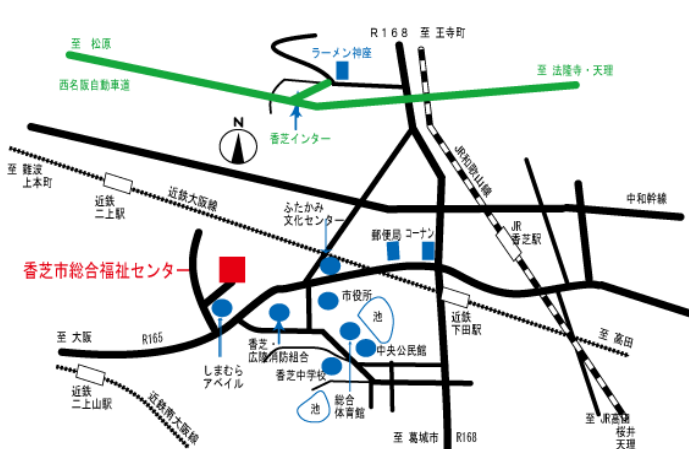 R168
至 王寺町
至 松原
ラーメン神座
西名阪自動車道
至 法隆寺・天理
香芝インター
N
JR和歌山線
至 難波
上本町
近鉄
二上駅
近鉄大阪線
ふたかみ
文化センター
中和幹線
郵便局
コーナン
JR
香芝駅
香芝市総合福祉センター
市役所
池
近鉄
下田駅
至 大阪
R165
香芝・
広陵消防組合
中央公民館
至 高田
しまむら
アベイル
香芝中学校
近鉄
二上山駅
近鉄南大阪線
池
総合
体育館
至 葛城市
R168
至 JR高田
桜井
天理